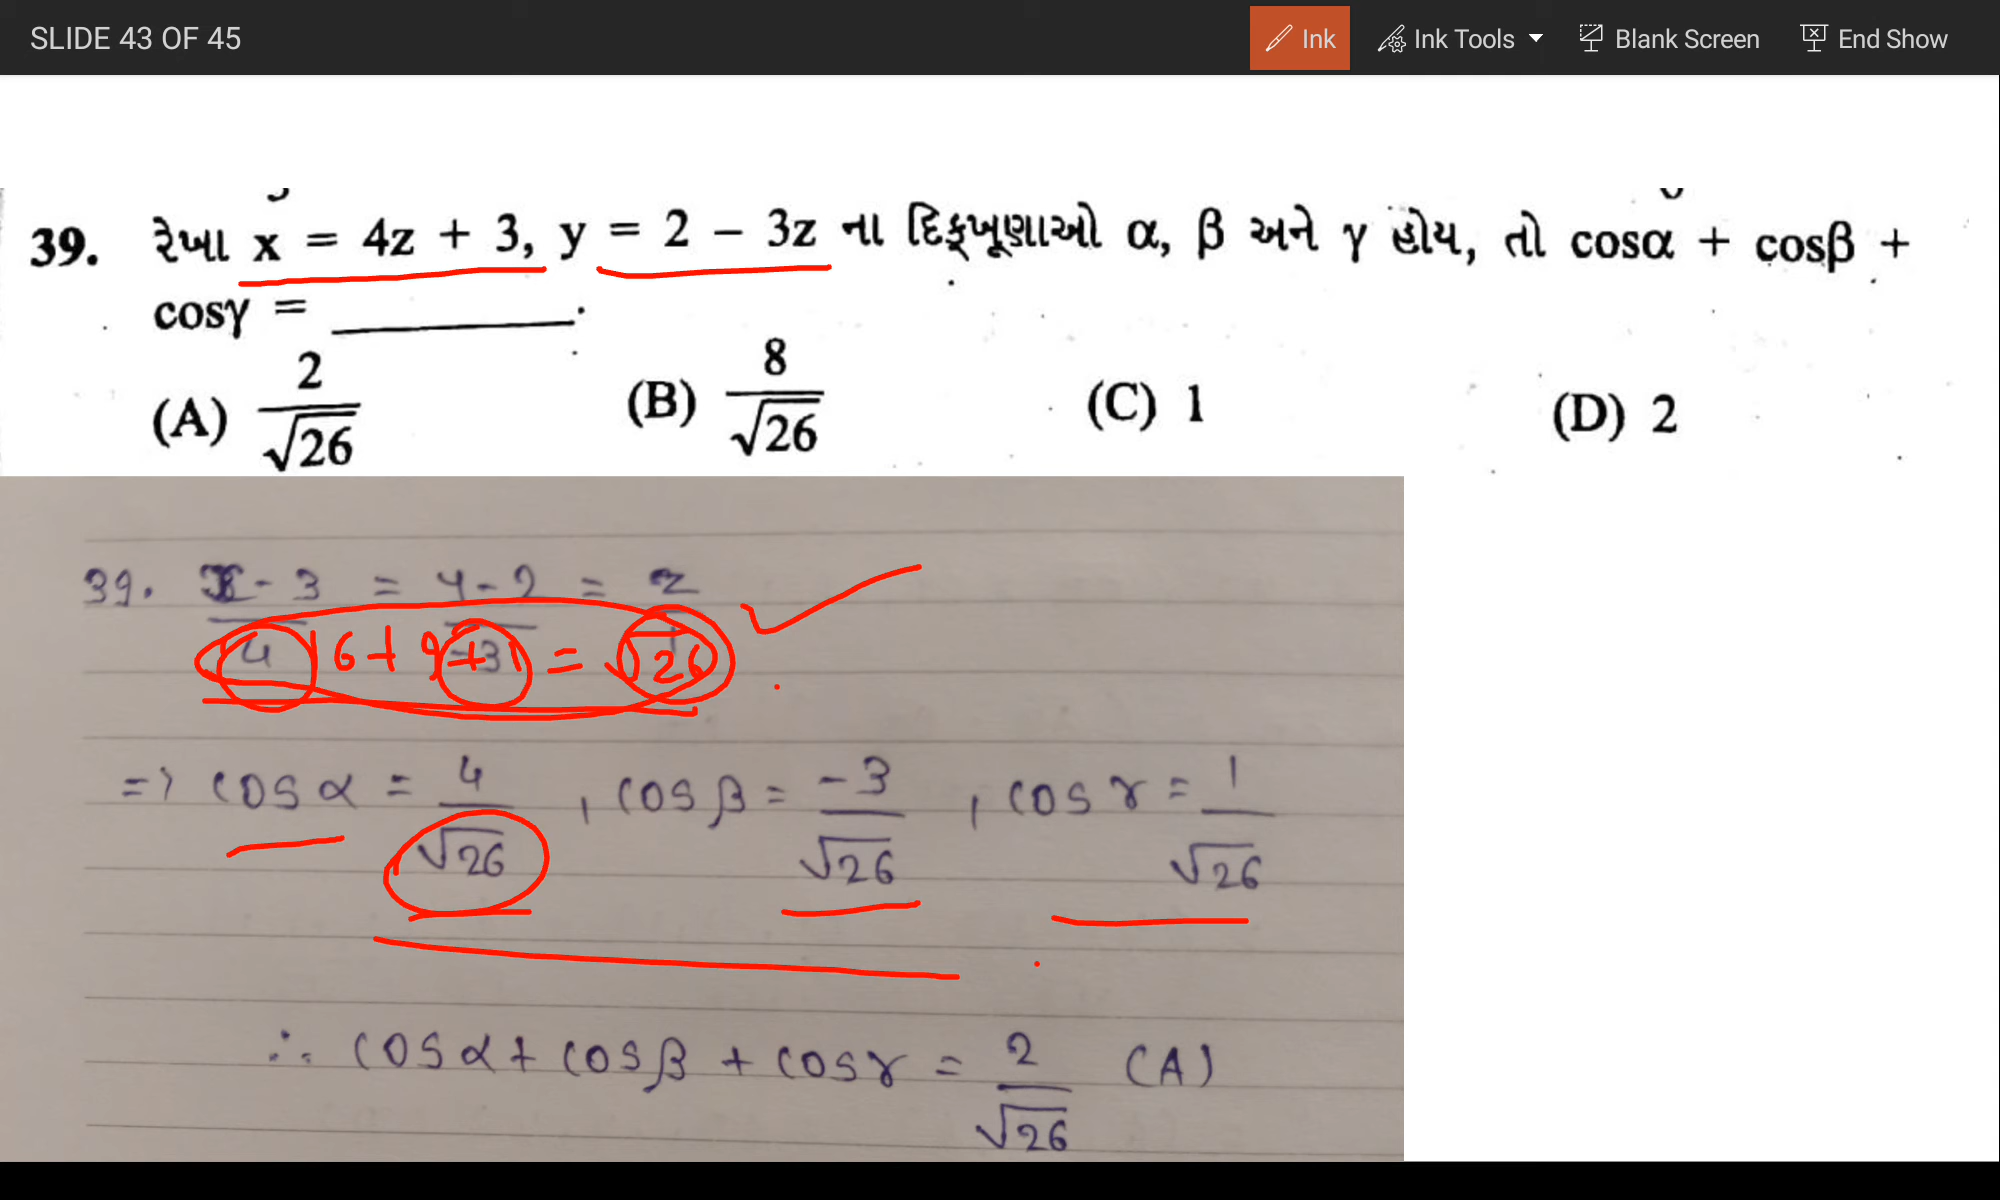 SLIDE 43 OF 45 Ink Ink Tools Blank Screen End Show
39. રેખા x = 4z + 3, y = 2 – 3z ના દિક્ખૂણાઓ α, β અને γ હોય, તો cosα + cosβ +
cosγ = ________.
(A) 2/√26 (B) 8/√26 (C) 1 (D) 2
39. x-3/4 = y-2/-3 = z/1
16+9+1 = √26
=> cos α = 4/√26 , cos β = -3/√26 , cos γ = 1/√26
∴ cos α + cos β + cos γ = 2/√26 (A)